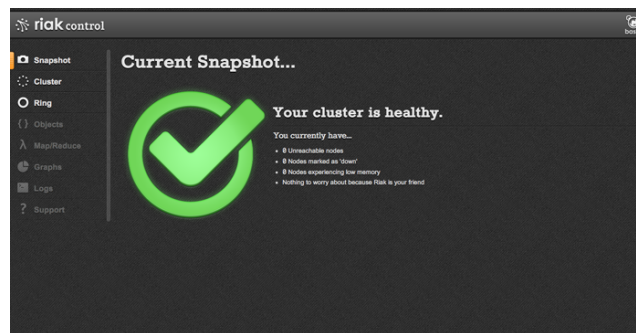 riak control
Snapshot
Cluster
Ring
Objects
Map/Reduce
Graphs
Logs
Support
Current Snapshot...
Your cluster is healthy.
You currently have...
0 Unreachable nodes
0 Nodes marked as 'down'
0 Nodes experiencing low memory
Nothing to worry about because Riak is your friend